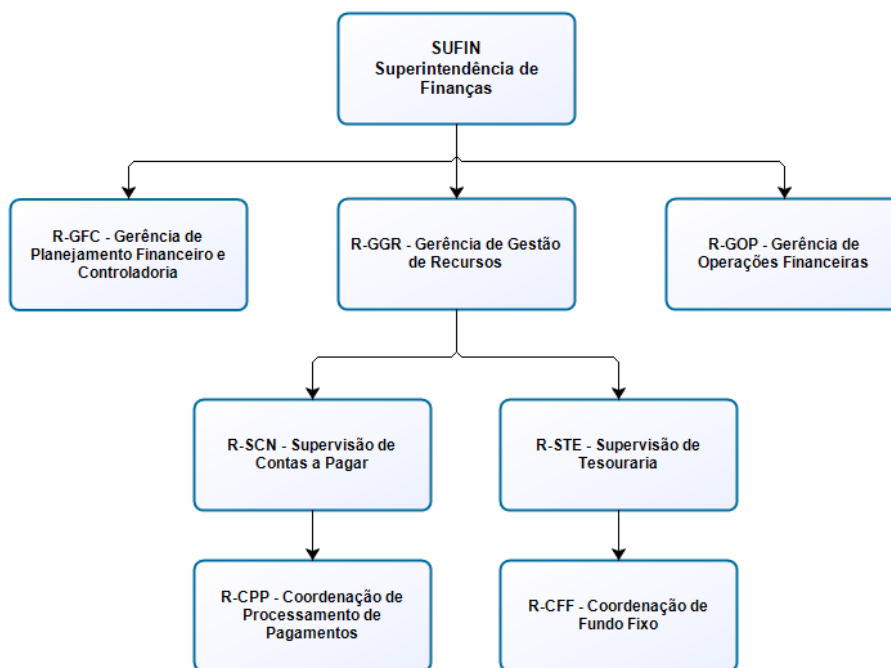 SUFIN
Superintendência de
Finanças
R-GFC - Gerência de
Planejamento Financeiro e
Controladoria
R-GGR - Gerência de Gestão
de Recursos
R-GOP - Gerência de
Operações Financeiras
R-SCN - Supervisão de
Contas a Pagar
R-STE - Supervisão de
Tesouraria
R-CPP - Coordenação de
Processamento de
Pagamentos
R-CFF - Coordenação de
Fundo Fixo